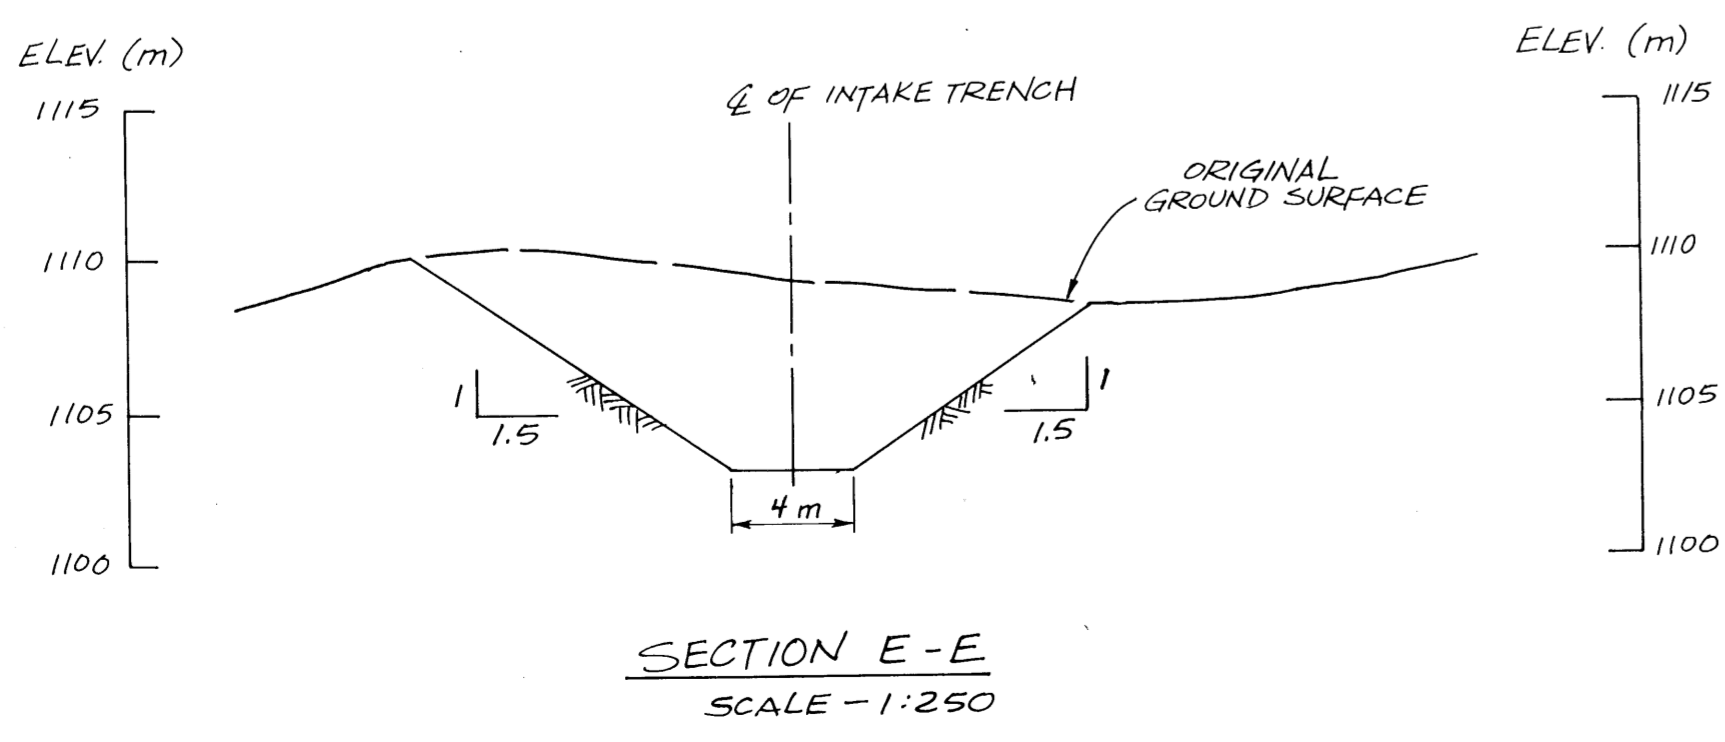 ELEV. (m)
1115
1110
1105
1100
℄ OF INTAKE TRENCH
ORIGINAL
GROUND SURFACE
1
1.5
4 m
1
1.5
ELEV. (m)
1115
1110
1105
1100
SECTION E-E
SCALE - 1:250